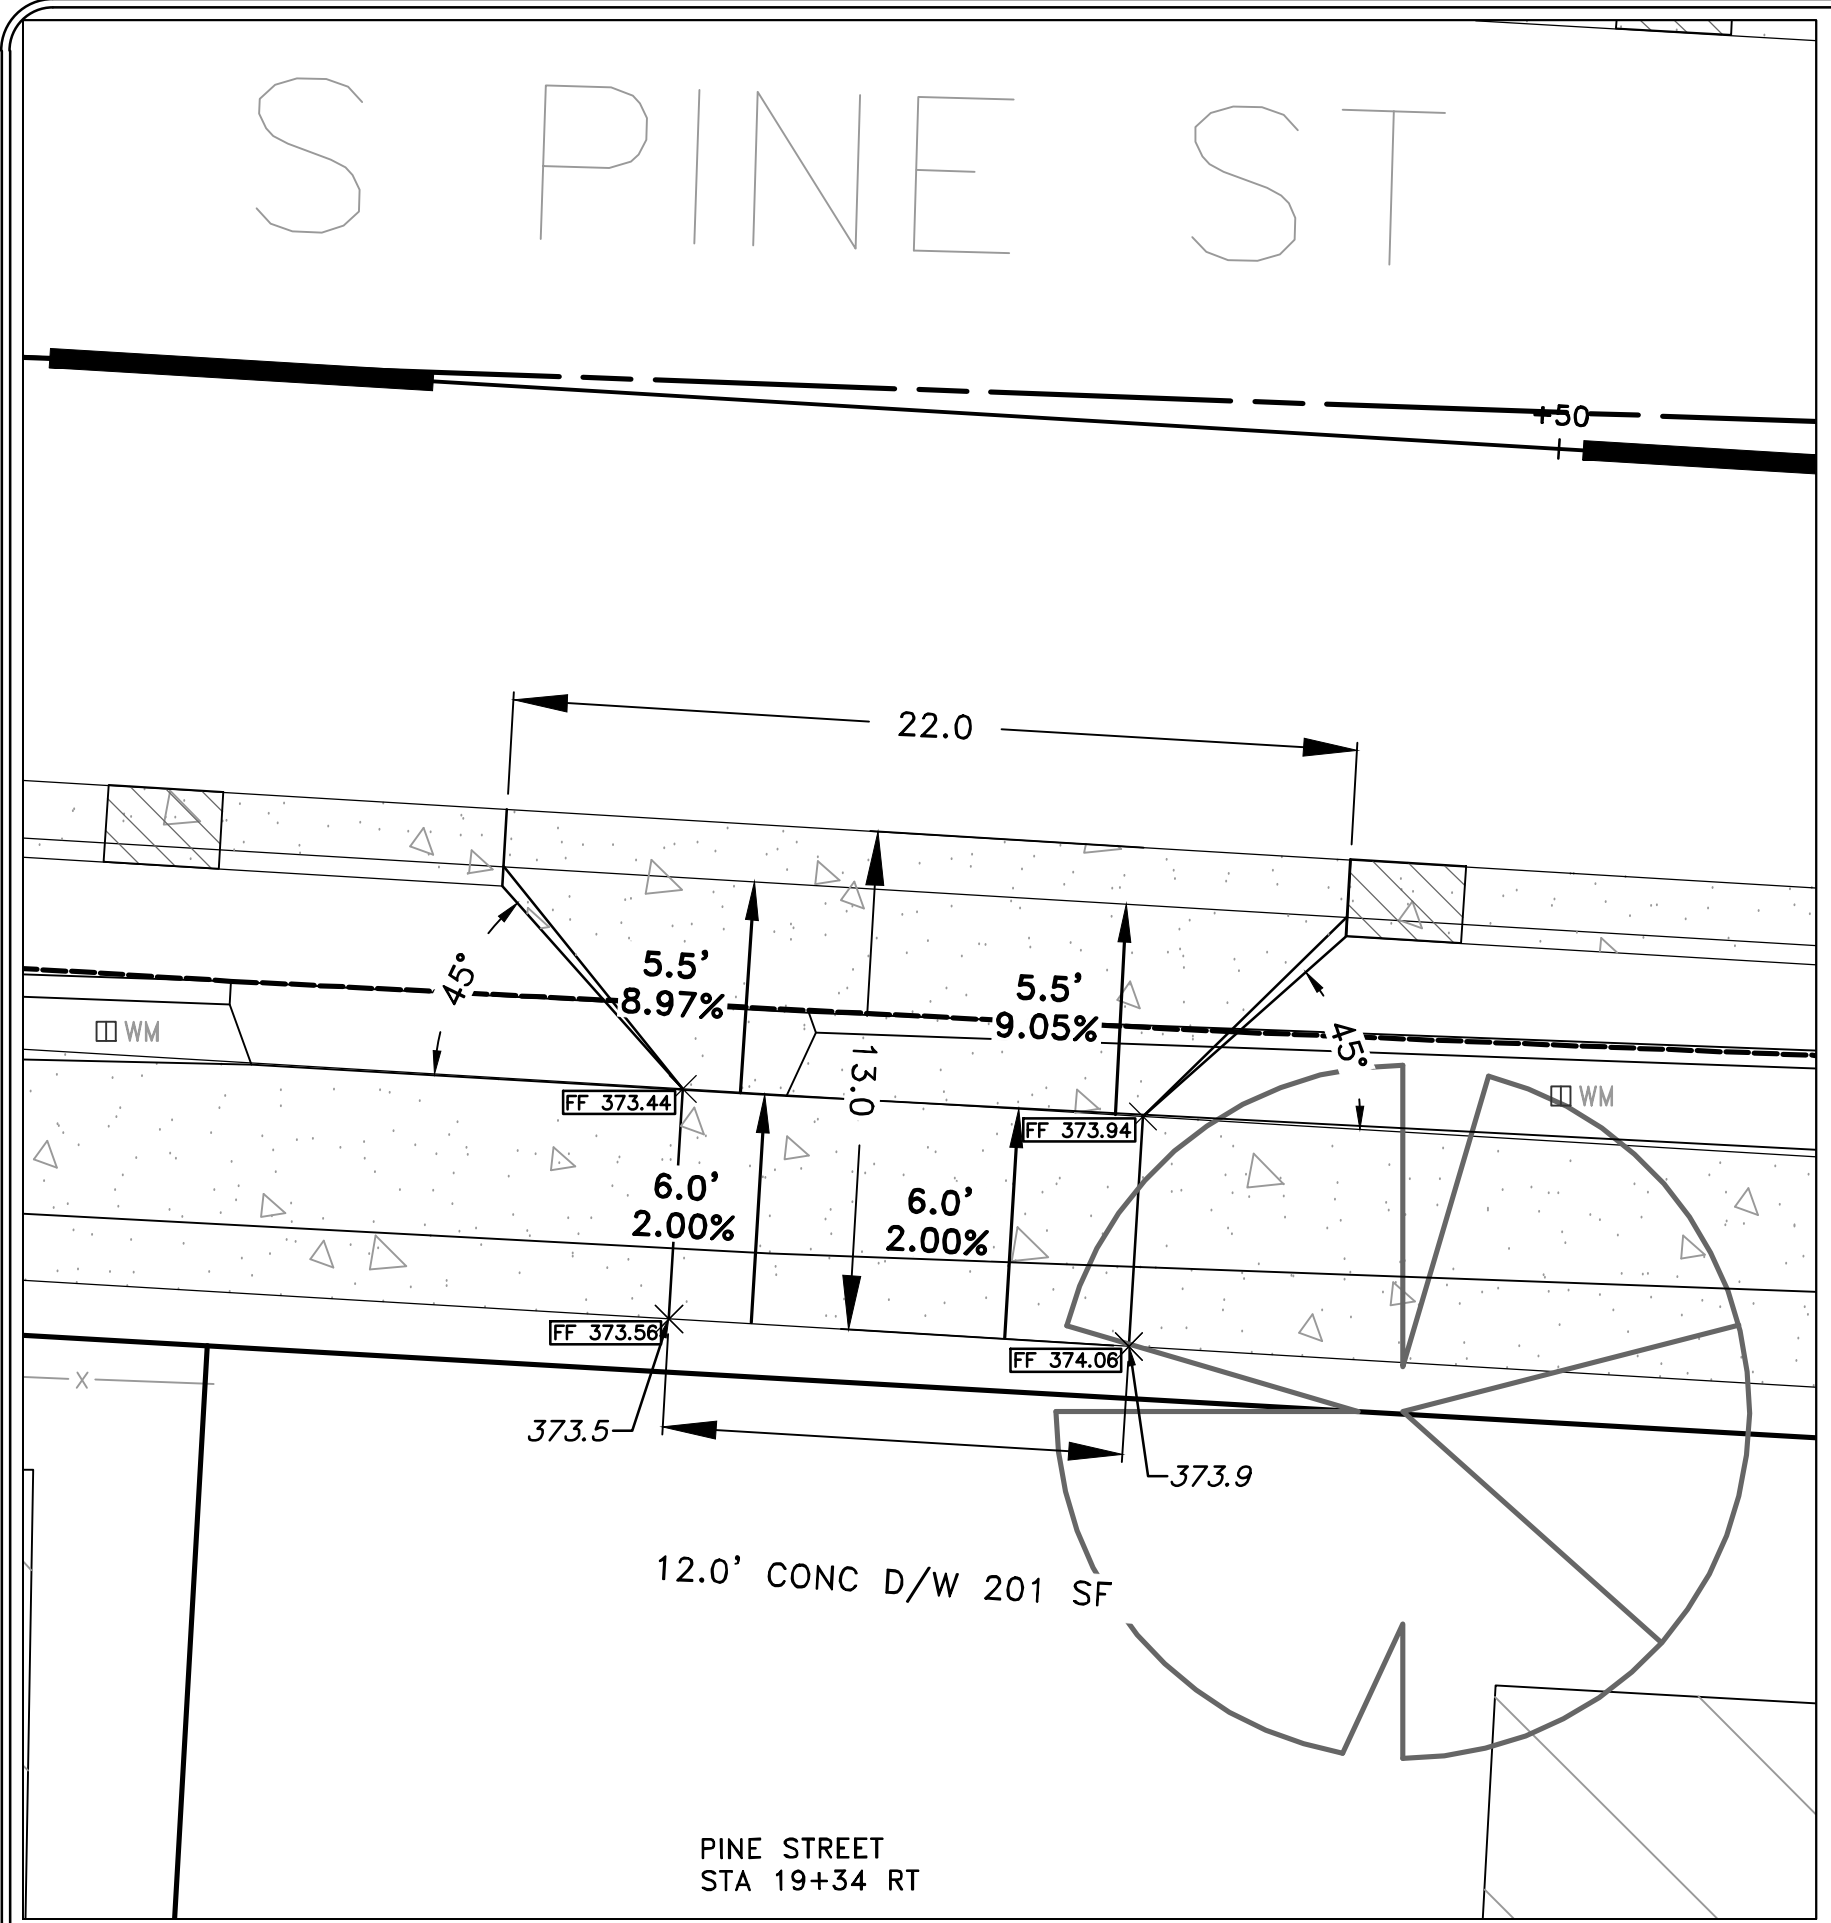 S PINE ST
+50
22.0
45°
5.5'
8.97%
5.5'
9.05%
45°
WM
13.0
WM
FF 373.44
FF 373.94
6.0'
2.00%
6.0'
2.00%
FF 373.56
FF 374.06
X
373.5
373.9
12.0' CONC D/W 201 SF
PINE STREET
STA 19+34 RT